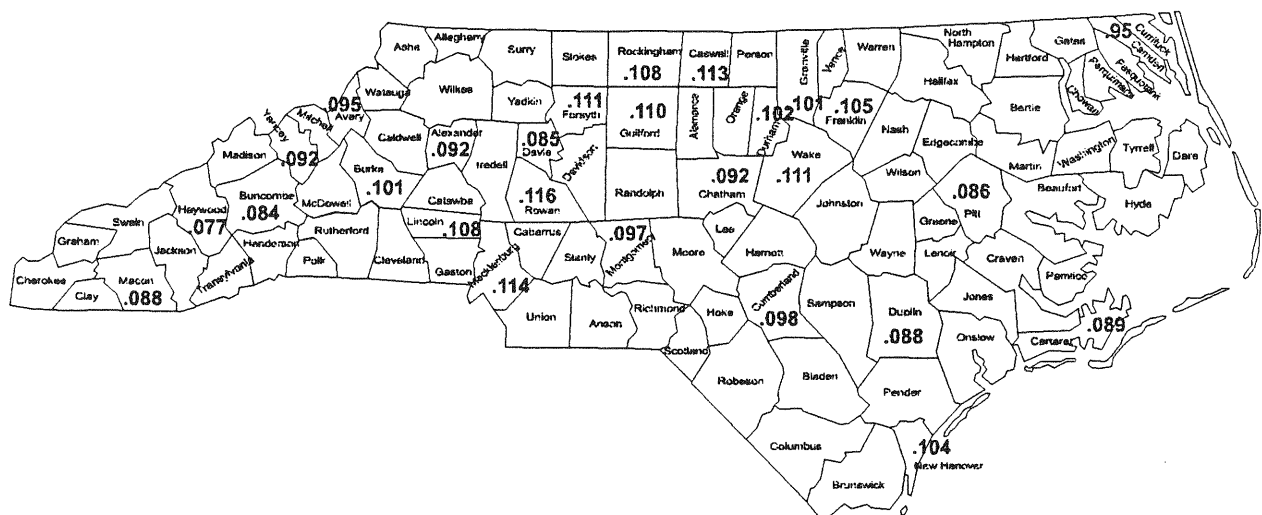 Ashe
Alleghany
Surry
Stokes
Rockingham
.108
Caswell
.113
Person
Granville
Vance
Warren
North
Hampton
Hertford
Gates
.95
Currituck
Camden
Pasquotank
Perquimans
Chowan
Watauga
Wilkes
Yadkin
.111
Forsyth
.110
Guilford
Alamance
Orange
.102
Durham
.101
.105
Franklin
Halifax
Bertie
.095
Avery
Mitchell
Yancey
Caldwell
Alexander
.092
Iredell
.085
Davie
Davidson
Nash
Edgecombe
Martin
Washington
Tyrrell
Dare
Madison
.092
Burke
.101
Wake
.111
Wilson
Buncombe
.084
McDowell
Catawba
.116
Rowan
Randolph
.092
Chatham
Johnston
.086
Pitt
Beaufort
Hyde
Haywood
.077
Swain
Graham
Jackson
Henderson
Transylvania
Rutherford
Polk
Cleveland
Lincoln
.108
Gaston
Mecklenburg
.114
Cabarrus
Stanly
.097
Montgomery
Moore
Lee
Harnett
Wayne
Greene
Lenoir
Craven
Pamlico
Cherokee
Clay
Macon
.088
Union
Anson
Richmond
Scotland
Hoke
Cumberland
.098
Sampson
Duplin
.088
Jones
Onslow
Carteret
.089
Robeson
Bladen
Pender
Columbus
Brunswick
.104
New Hanover